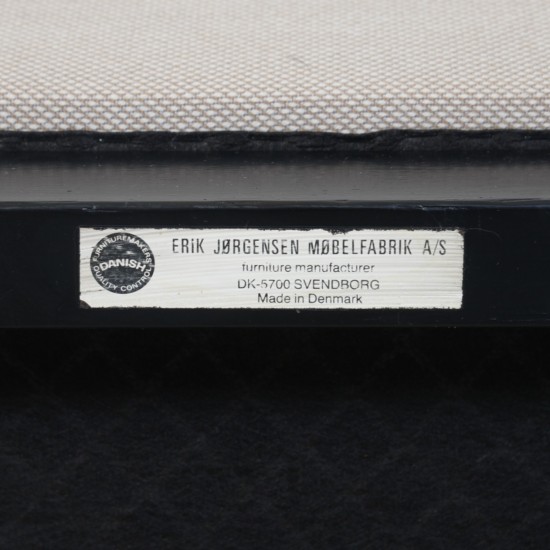 FURNITUREMAKERS
DANISH
QUALITY CONTROL
ERIK JØRGENSEN MØBELFABRIK A/S
furniture manufacturer
DK-5700 SVENDBORG
Made in Denmark